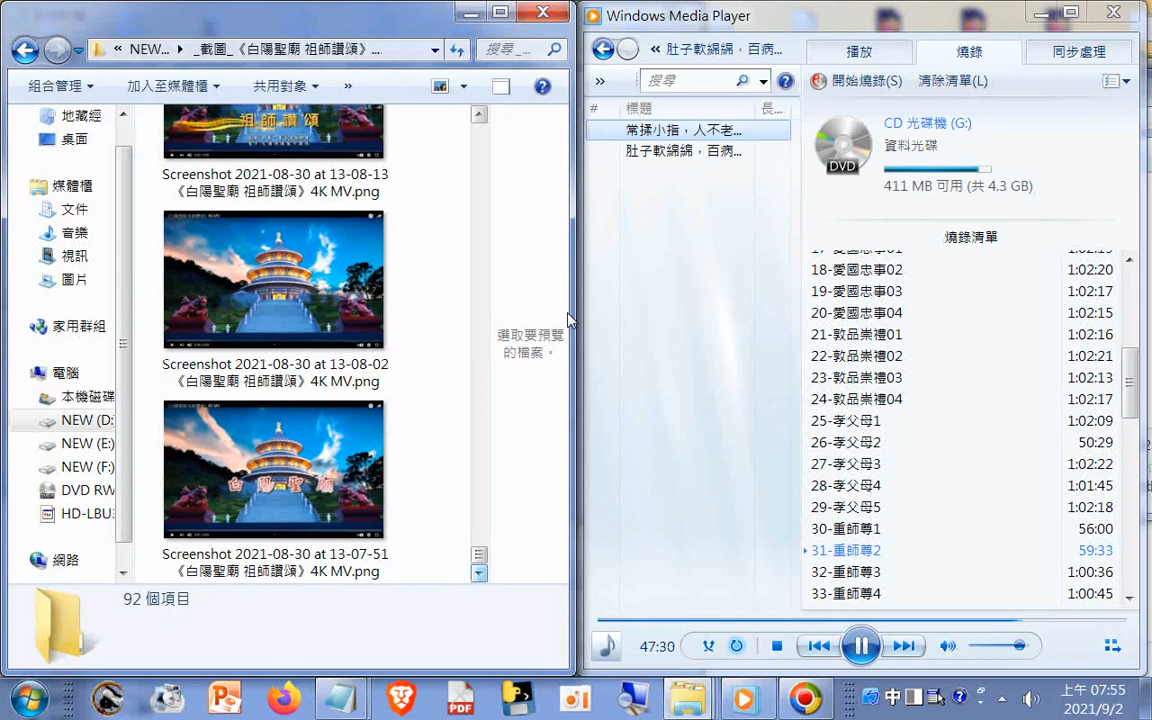 NEW...
_截圖_《白陽聖廟 祖師讚頌》...
搜尋_...
組合管理
加入至媒體櫃
共用對象
»
地藏經
桌面
媒體櫃
文件
音樂
視訊
圖片
家用群組
電腦
本機磁碟
NEW (D:
NEW (E:)
NEW (F:)
DVD RW
HD-LBU3
網路
祖師讚頌
Screenshot 2021-08-30 at 13-08-13
《白陽聖廟 祖師讚頌》4K MV.png
Screenshot 2021-08-30 at 13-08-02
《白陽聖廟 祖師讚頌》4K MV.png
白陽聖廟
Screenshot 2021-08-30 at 13-07-51
《白陽聖廟 祖師讚頌》4K MV.png
選取要預覽
的檔案。
92 個項目
Windows Media Player
肚子軟綿綿，百病...
播放
燒錄
同步處理
»
搜尋
開始燒錄(S)
清除清單(L)
#
標題
長...
常揉小指，人不老...
肚子軟綿綿，百病...
DVD
CD 光碟機 (G:)
資料光碟
411 MB 可用 (共 4.3 GB)
燒錄清單
17-愛國忠事01
18-愛國忠事02 1:02:20
19-愛國忠事03 1:02:17
20-愛國忠事04 1:02:15
21-敦品崇禮01 1:02:16
22-敦品崇禮02 1:02:21
23-敦品崇禮03 1:02:13
24-敦品崇禮04 1:02:17
25-孝父母1 1:02:09
26-孝父母2 50:29
27-孝父母3 1:02:22
28-孝父母4 1:01:45
29-孝父母5 1:02:18
30-重師尊1 56:00
31-重師尊2 59:33
32-重師尊3 1:00:36
33-重師尊4 1:00:45
47:30
PDF
中
上午 07:55
2021/9/2